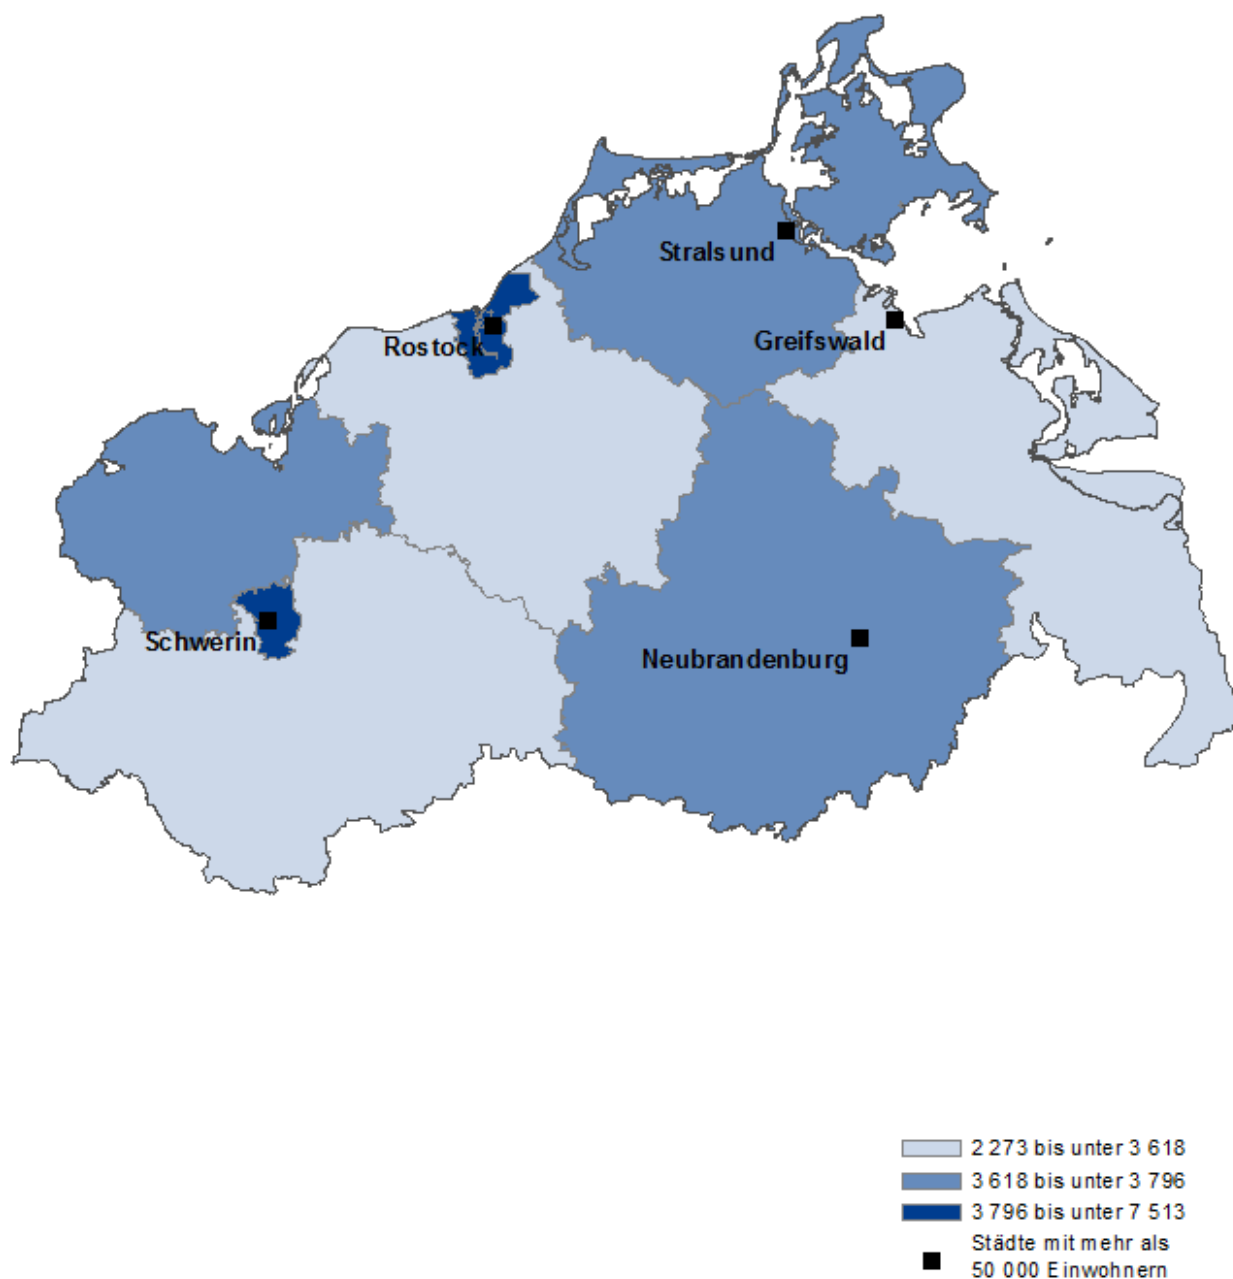 Stralsund
Rostock
Greifswald
Schwerin
Neubrandenburg
2 273 bis unter 3 618
3 618 bis unter 3 796
3 796 bis unter 7 513
Städte mit mehr als
50 000 Einwohnern